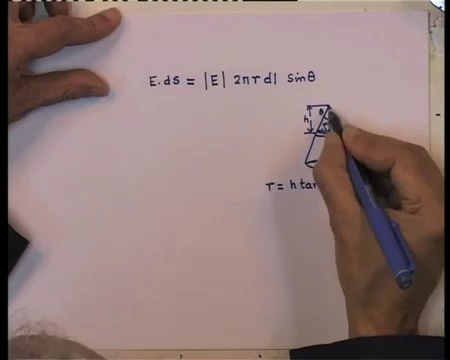 E. ds = |E| 2πr dl sinθ
h θ
r = h tan